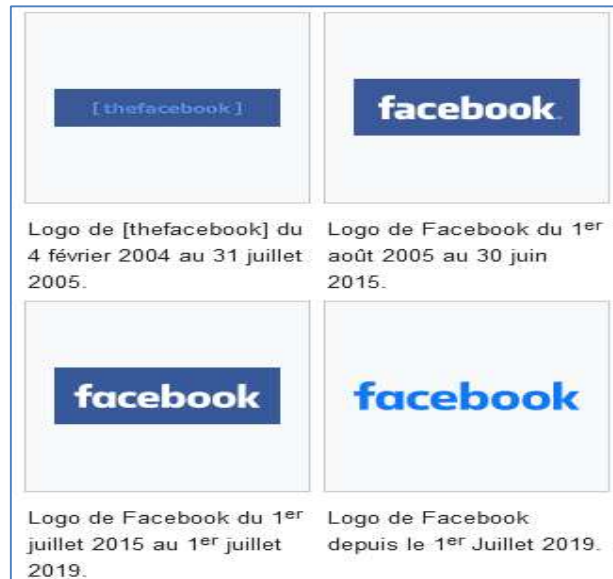 [thefacebook]
facebook
Logo de [thefacebook] du
4 février 2004 au 31 juillet
2005.
Logo de Facebook du 1er
août 2005 au 30 juin
2015.
facebook
facebook
Logo de Facebook du 1er
juillet 2015 au 1er juillet
2019.
Logo de Facebook
depuis le 1er Juillet 2019.